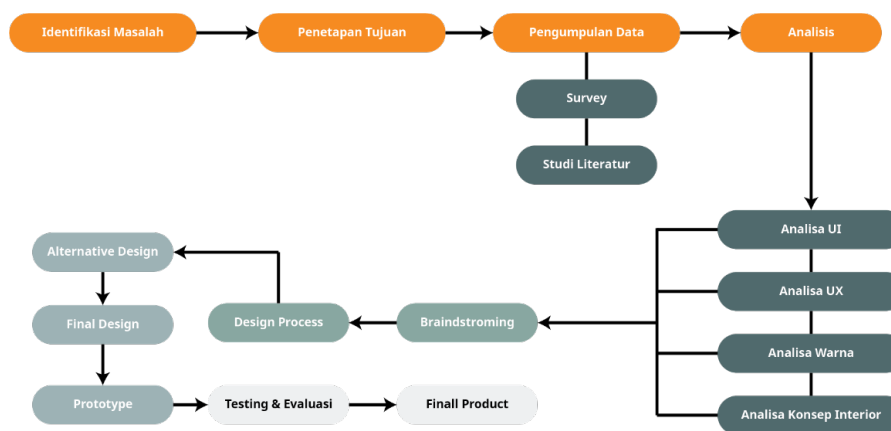 Identifikasi Masalah
Penetapan Tujuan
Pengumpulan Data
Analisis
Survey
Studi Literatur
Analisa UI
Analisa UX
Analisa Warna
Analisa Konsep Interior
Braindstroming
Design Process
Alternative Design
Final Design
Prototype
Testing & Evaluasi
Finall Product